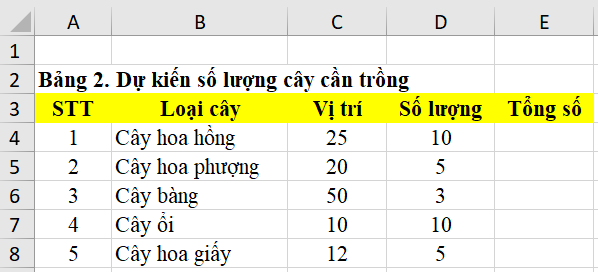 A B C D E
1
2 Bảng 2. Dự kiến số lượng cây cần trồng
3 STT Loại cây Vị trí Số lượng Tổng số
4 1 Cây hoa hồng 25 10
5 2 Cây hoa phượng 20 5
6 3 Cây bàng 50 3
7 4 Cây ổi 10 10
8 5 Cây hoa giấy 12 5